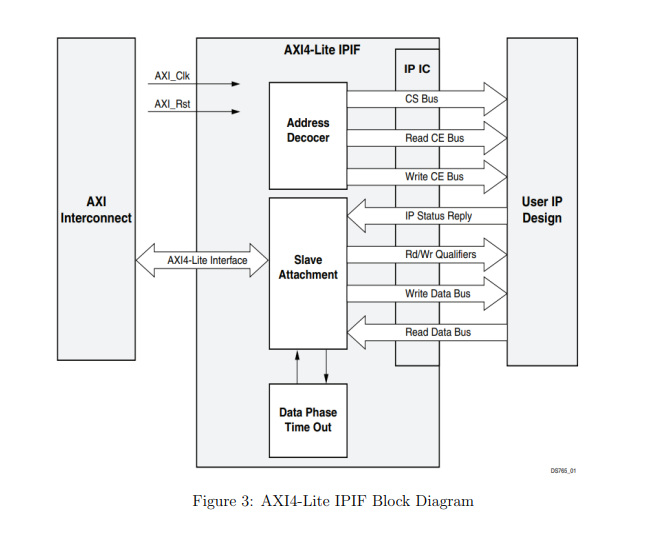 AXI4-Lite IPIF
IP IC
AXI_Clk
AXI_Rst
CS Bus
Address
Decocer
Read CE Bus
Write CE Bus
AXI
Interconnect
User IP
Design
IP Status Reply
AXI4-Lite Interface
Slave
Attachment
Rd/Wr Qualifiers
Write Data Bus
Read Data Bus
Data Phase
Time Out
DS765_01
Figure 3: AXI4-Lite IPIF Block Diagram